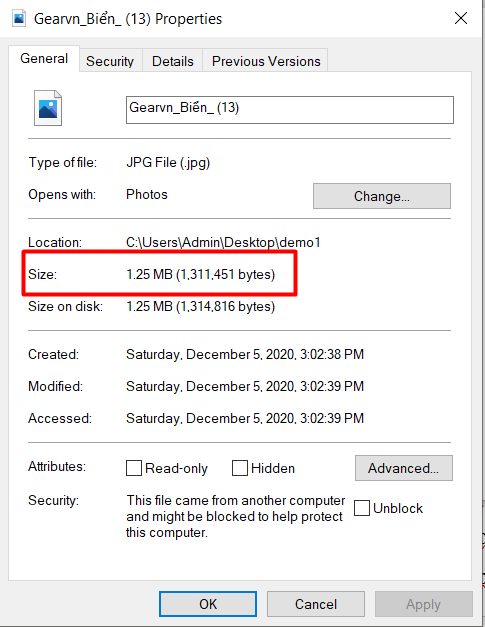 Gearvn_Biển_ (13) Properties
General
Security
Details
Previous Versions
Gearvn_Biển_ (13)
Type of file: JPG File (.jpg)
Opens with: Photos
Change...
Location: C:\Users\Admin\Desktop\demo1
Size: 1.25 MB (1,311,451 bytes)
Size on disk: 1.25 MB (1,314,816 bytes)
Created: Saturday, December 5, 2020, 3:02:38 PM
Modified: Saturday, December 5, 2020, 3:02:39 PM
Accessed: Saturday, December 5, 2020, 3:02:39 PM
Attributes: Read-only Hidden Advanced...
Security: This file came from another computer
and might be blocked to help protect
this computer.
Unblock
OK Cancel Apply